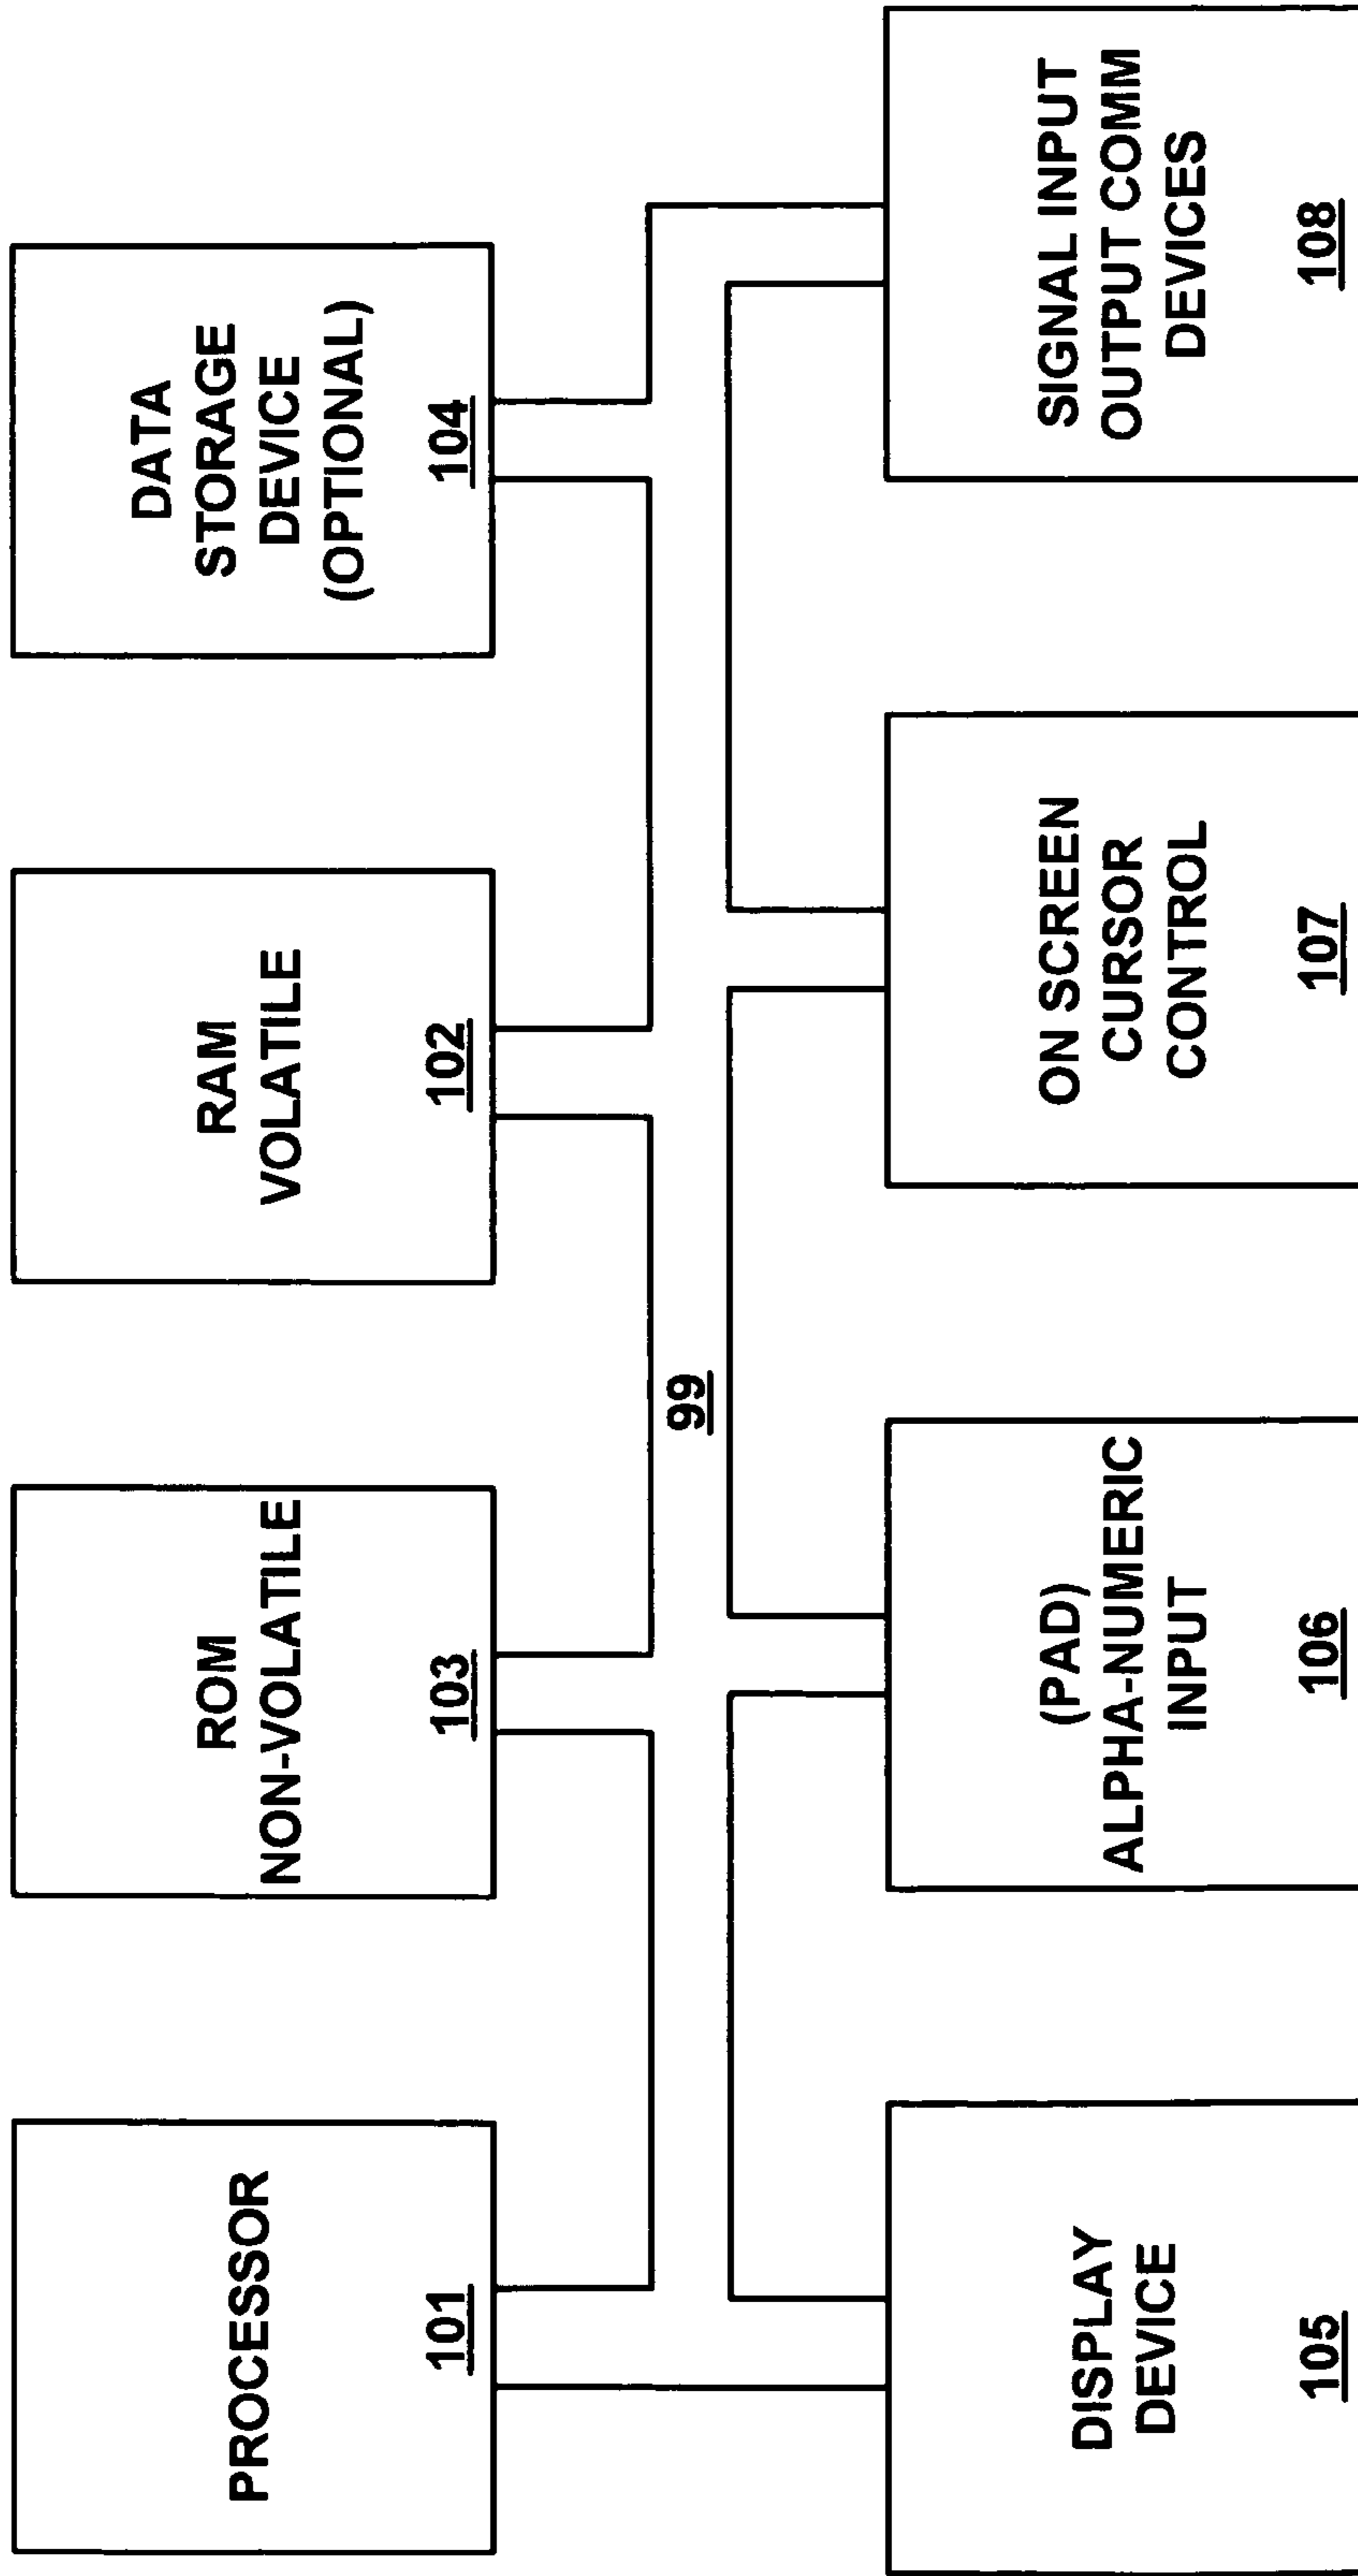 PROCESSOR
101
ROM
NON-VOLATILE
103
RAM
VOLATILE
102
DATA
STORAGE
DEVICE
(OPTIONAL)
104
99
DISPLAY
DEVICE
105
(PAD)
ALPHA-NUMERIC
INPUT
106
ON SCREEN
CURSOR
CONTROL
107
SIGNAL INPUT
OUTPUT COMM
DEVICES
108